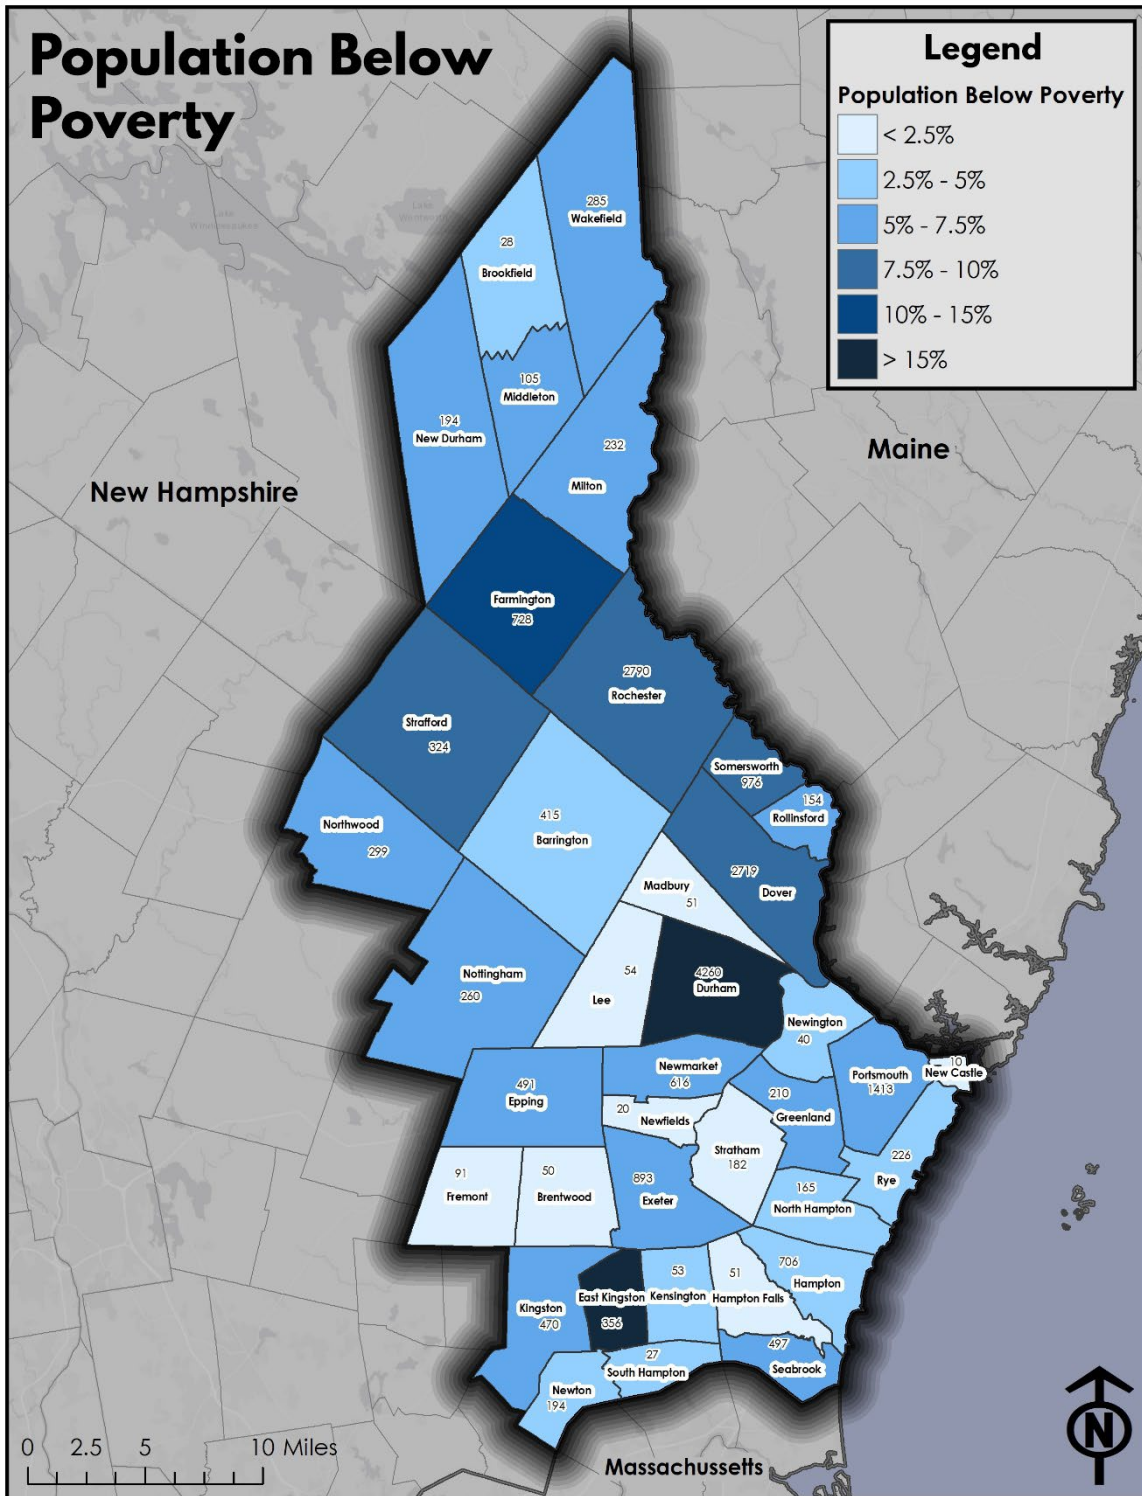 Population Below
Poverty
Legend
Population Below Poverty
< 2.5%
2.5% - 5%
5% - 7.5%
7.5% - 10%
10% - 15%
> 15%
Lake
Winnipesaukee
Lake
Wentworth
285
Wakefield
28
Brookfield
105
Middleton
194
New Durham
232
Milton
Maine
New Hampshire
Farmington
728
2790
Rochester
Strafford
324
Somersworth
976
154
Rollinsford
415
Barrington
Northwood
299
2719
Dover
Madbury
51
Nottingham
260
54
Lee
4260
Durham
Newington
40
10
New Castle
Newmarket
616
Portsmouth
1413
491
Epping
210
Greenland
20
Newfields
Stratham
182
226
Rye
91
Fremont
50
Brentwood
893
Exeter
165
North Hampton
706
Hampton
53
Kensington
51
Hampton Falls
East Kingston
356
Kingston
470
497
Seabrook
27
South Hampton
Newton
194
0 2.5 5 10 Miles
Massachussetts
N